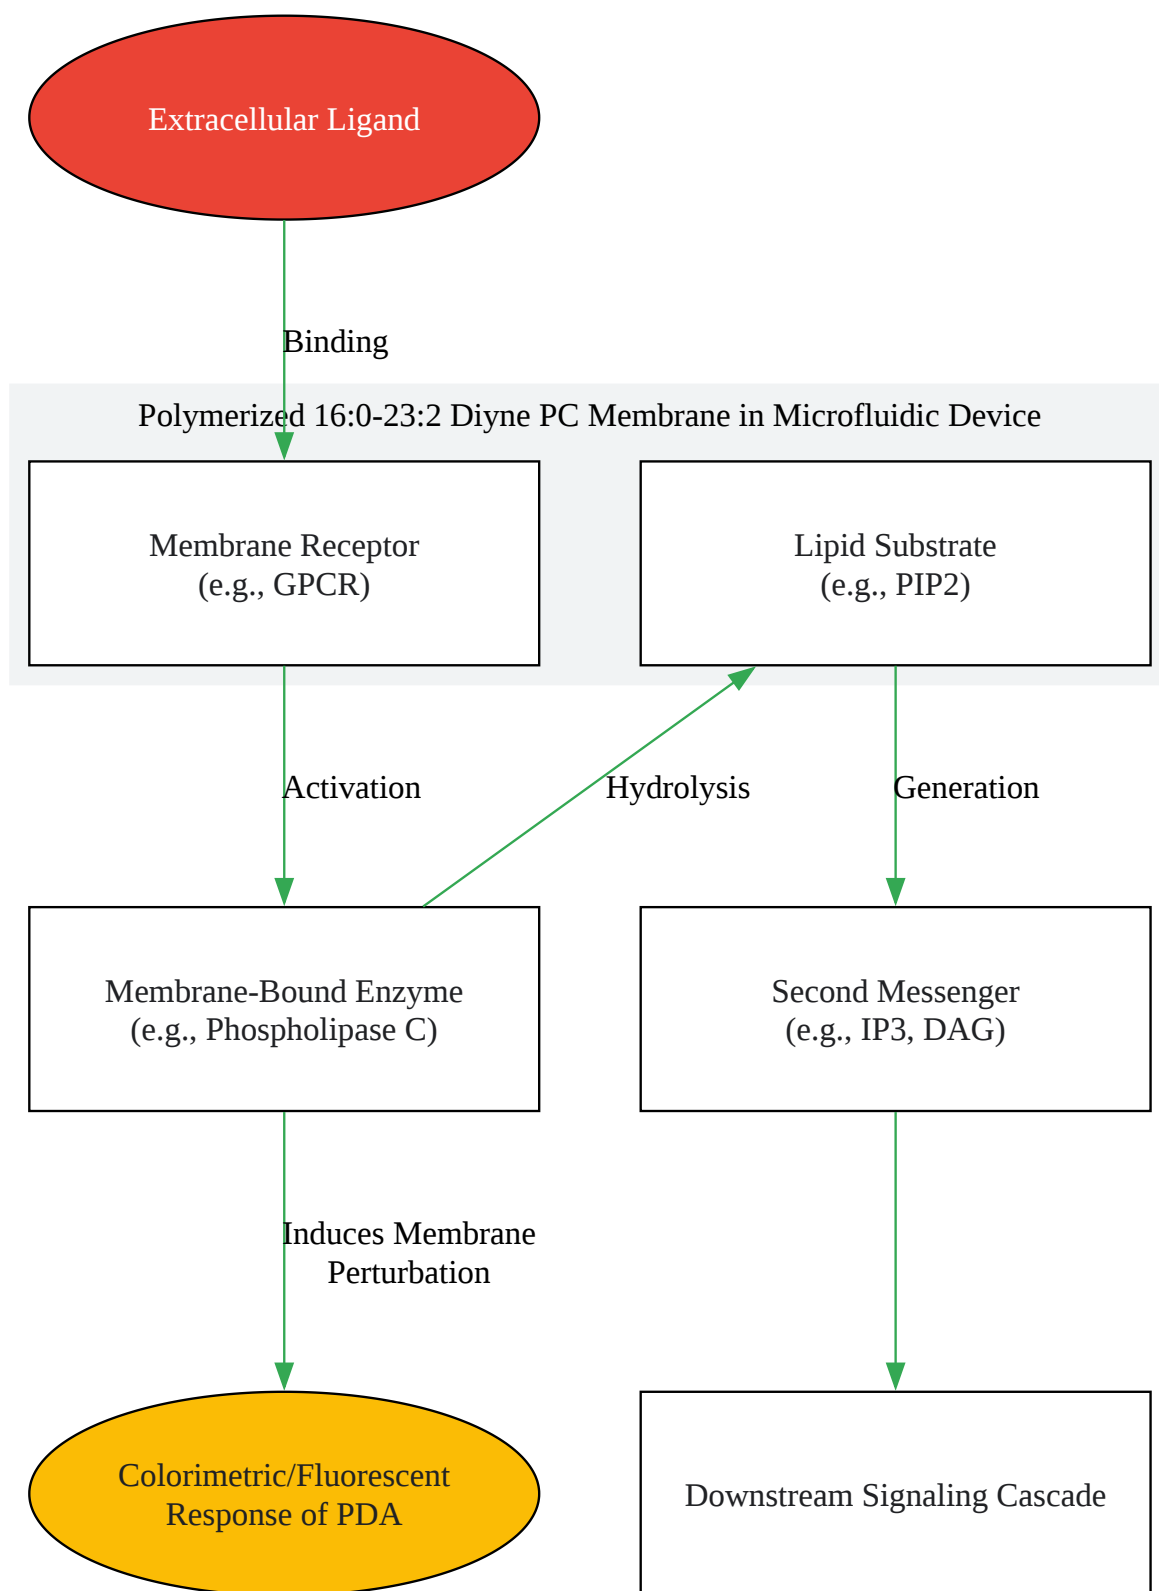 Extracellular Ligand
Binding
Polymerized 16:0-23:2 Diyne PC Membrane in Microfluidic Device
Membrane Receptor
(e.g., GPCR)
Lipid Substrate
(e.g., PIP2)
Activation
Hydrolysis
Generation
Membrane-Bound Enzyme
(e.g., Phospholipase C)
Second Messenger
(e.g., IP3, DAG)
Induces Membrane
Perturbation
Colorimetric/Fluorescent
Response of PDA
Downstream Signaling Cascade